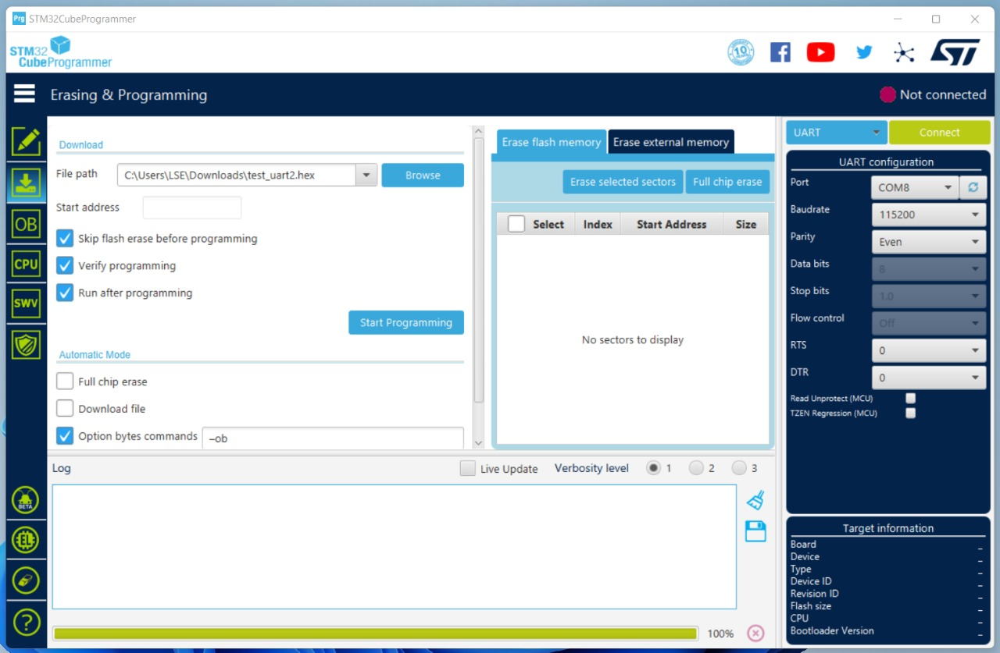 Prg STM32CubeProgrammer
STM32
CubeProgrammer
10
ST
Erasing & Programming
Not connected
Download
File path
C:\Users\LSE\Downloads\test_uart2.hex
Browse
Start address
Skip flash erase before programming
Verify programming
Run after programming
Start Programming
Automatic Mode
Full chip erase
Download file
Option bytes commands
–ob
OB
CPU
SWV
BETA
EL
?
Erase flash memory
Erase external memory
Erase selected sectors
Full chip erase
Select Index Start Address Size
No sectors to display
UART
Connect
UART configuration
Port COM8
Baudrate 115200
Parity Even
Data bits 8
Stop bits 1.0
Flow control Off
RTS 0
DTR 0
Read Unprotect (MCU)
TZEN Regression (MCU)
Log
Live Update Verbosity level 1 2 3
100%
Target information
Board –
Device –
Type –
Device ID –
Revision ID –
Flash size –
CPU –
Bootloader Version –